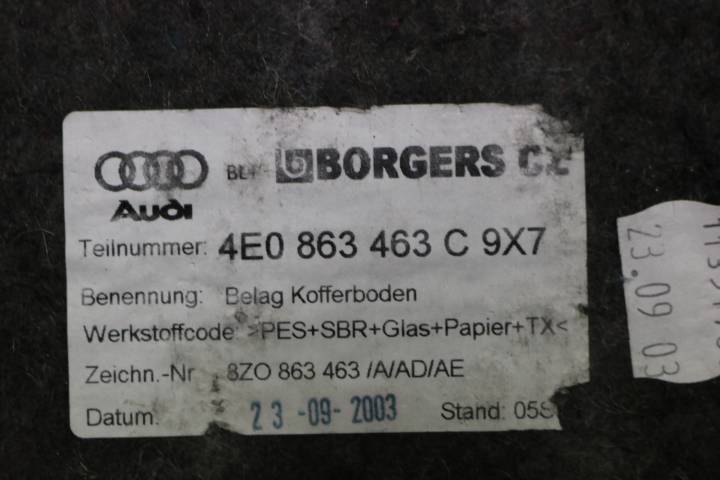 Audi
BORGERS CZ
Teilnummer: 4E0 863 463 C 9X7
Benennung: Belag Kofferboden
Werkstoffcode >PES+SBR+Glas+Papier+TX<
Zeichn.-Nr 8ZO 863 463 /A/AD/AE
Datum. 23-09-2003 Stand:
23.09 03